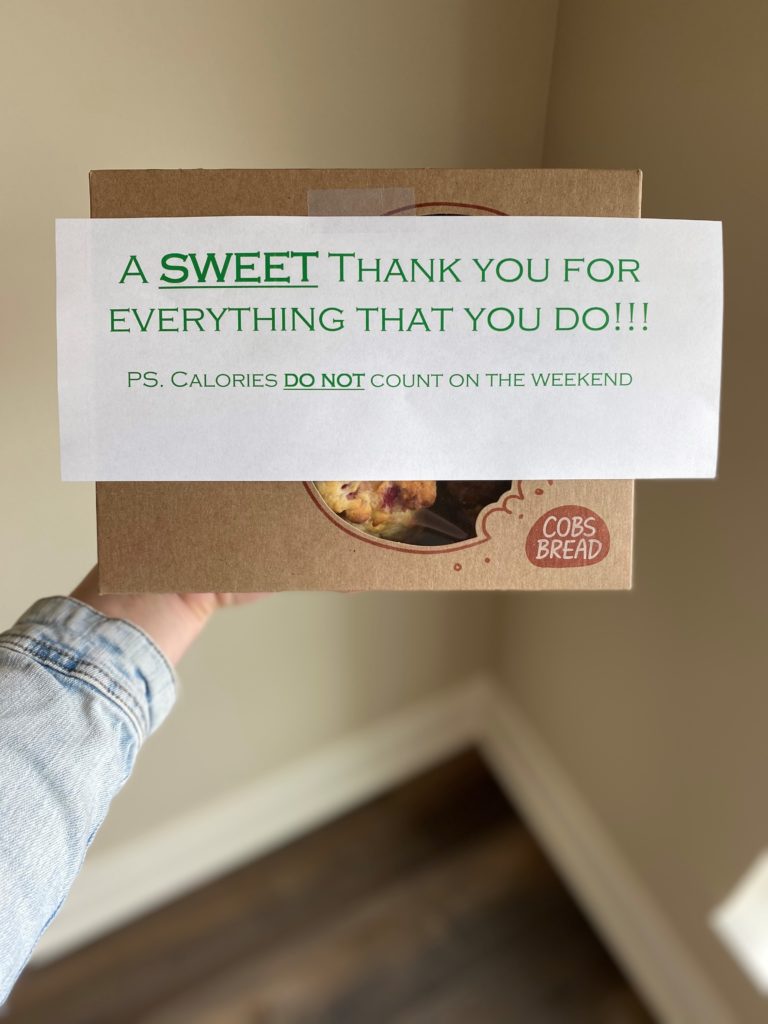 A SWEET THANK YOU FOR
EVERYTHING THAT YOU DO!!!
PS. CALORIES DO NOT COUNT ON THE WEEKEND
COBS
BREAD